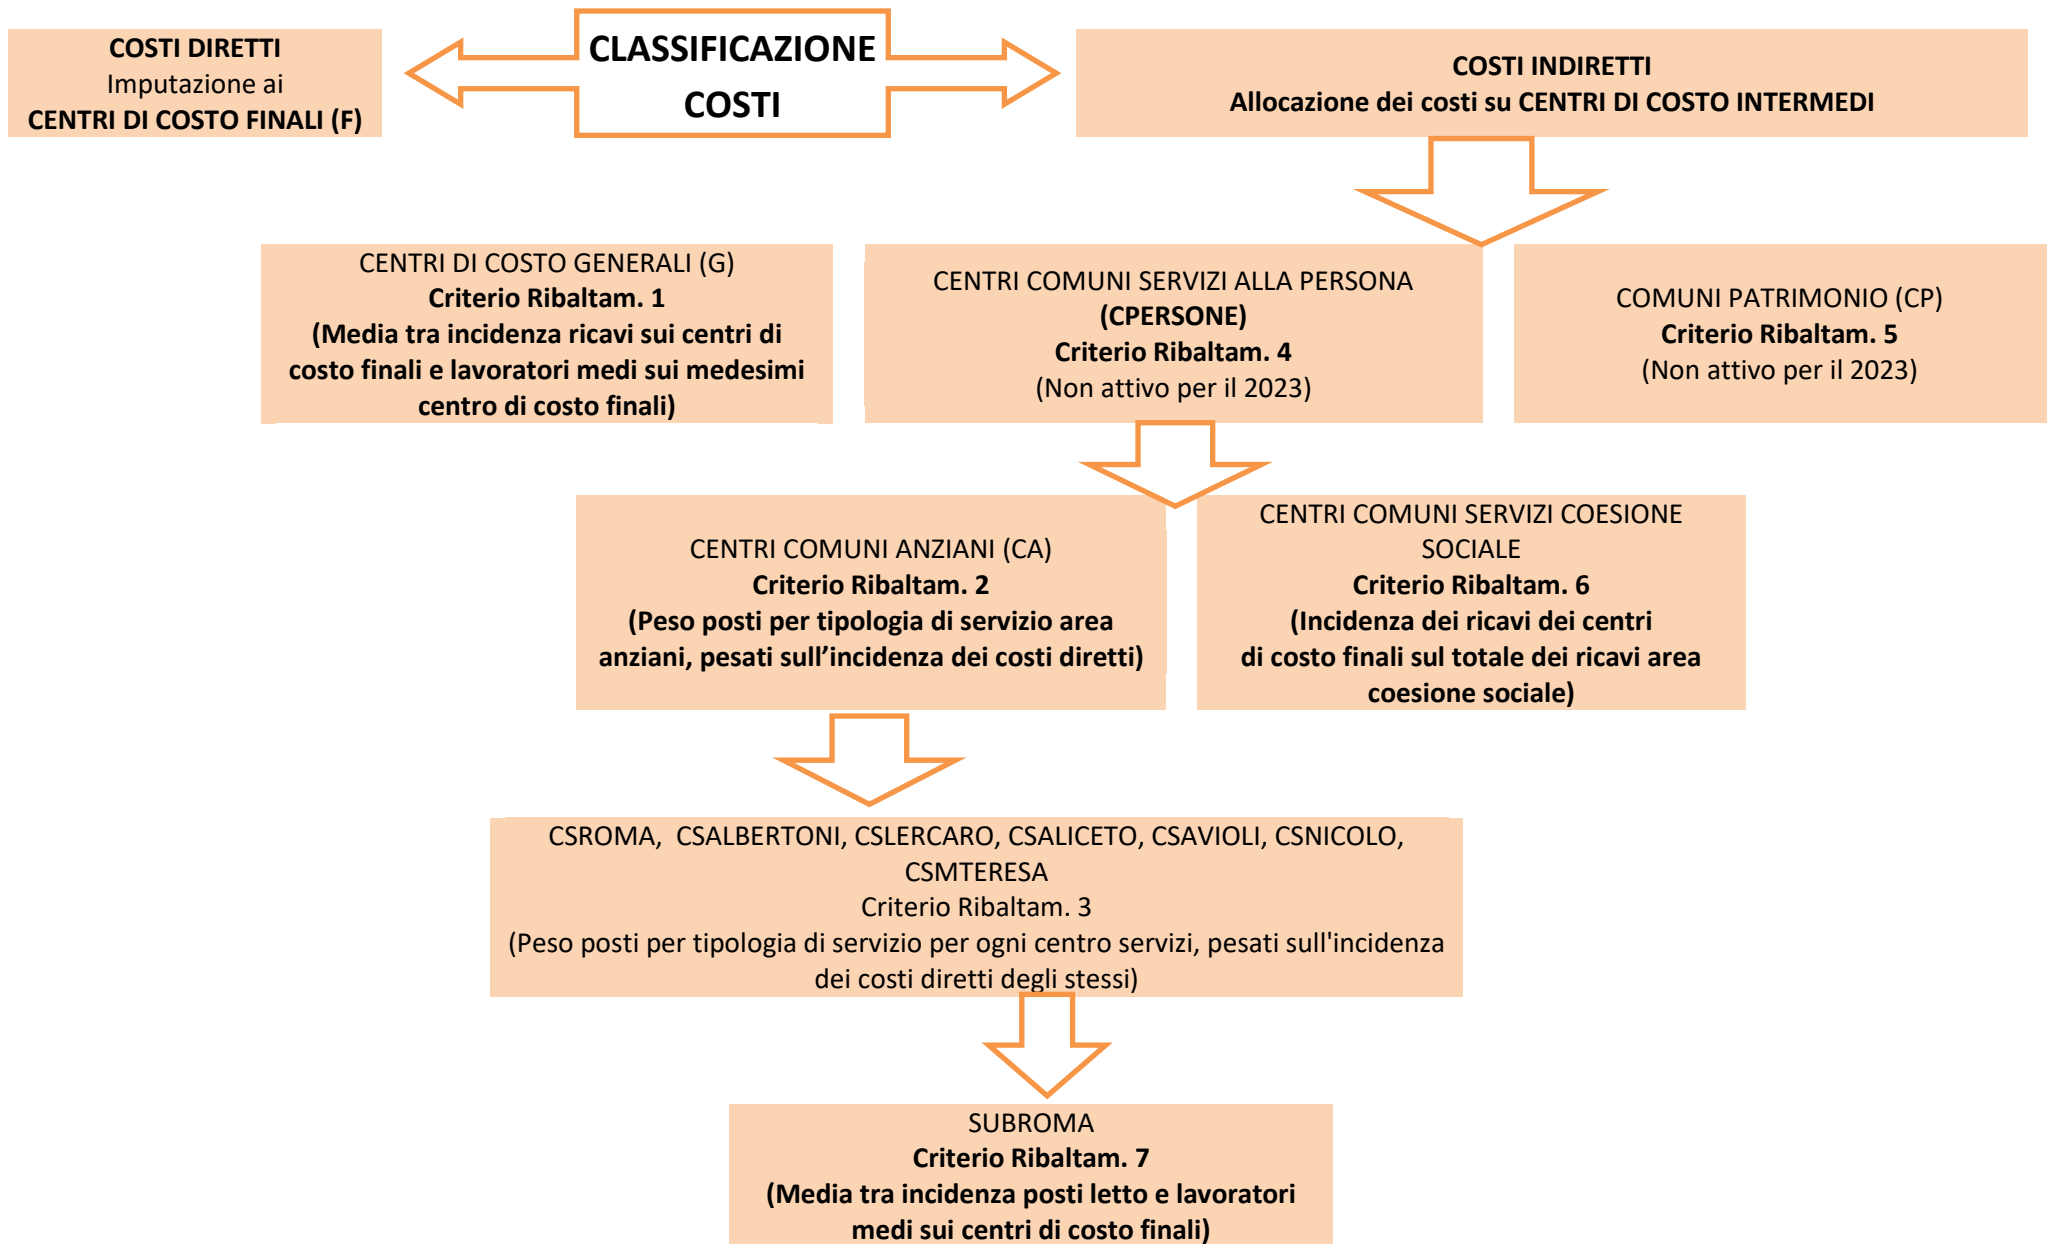 COSTI DIRETTI
Imputazione ai
CENTRI DI COSTO FINALI (F)
CLASSIFICAZIONE
COSTI
COSTI INDIRETTI
Allocazione dei costi su CENTRI DI COSTO INTERMEDI
CENTRI DI COSTO GENERALI (G)
Criterio Ribaltam. 1
(Media tra incidenza ricavi sui centri di
costo finali e lavoratori medi sui medesimi
centro di costo finali)
CENTRI COMUNI SERVIZI ALLA PERSONA
(CPERSONE)
Criterio Ribaltam. 4
(Non attivo per il 2023)
COMUNI PATRIMONIO (CP)
Criterio Ribaltam. 5
(Non attivo per il 2023)
CENTRI COMUNI ANZIANI (CA)
Criterio Ribaltam. 2
(Peso posti per tipologia di servizio area
anziani, pesati sull’incidenza dei costi diretti)
CENTRI COMUNI SERVIZI COESIONE
SOCIALE
Criterio Ribaltam. 6
(Incidenza dei ricavi dei centri
di costo finali sul totale dei ricavi area
coesione sociale)
CSROMA, CSALBERTONI, CSLERCARO, CSALICETO, CSAVIOLI, CSNICOLO,
CSMTERESA
Criterio Ribaltam. 3
(Peso posti per tipologia di servizio per ogni centro servizi, pesati sull'incidenza
dei costi diretti degli stessi)
SUBROMA
Criterio Ribaltam. 7
(Media tra incidenza posti letto e lavoratori
medi sui centri di costo finali)